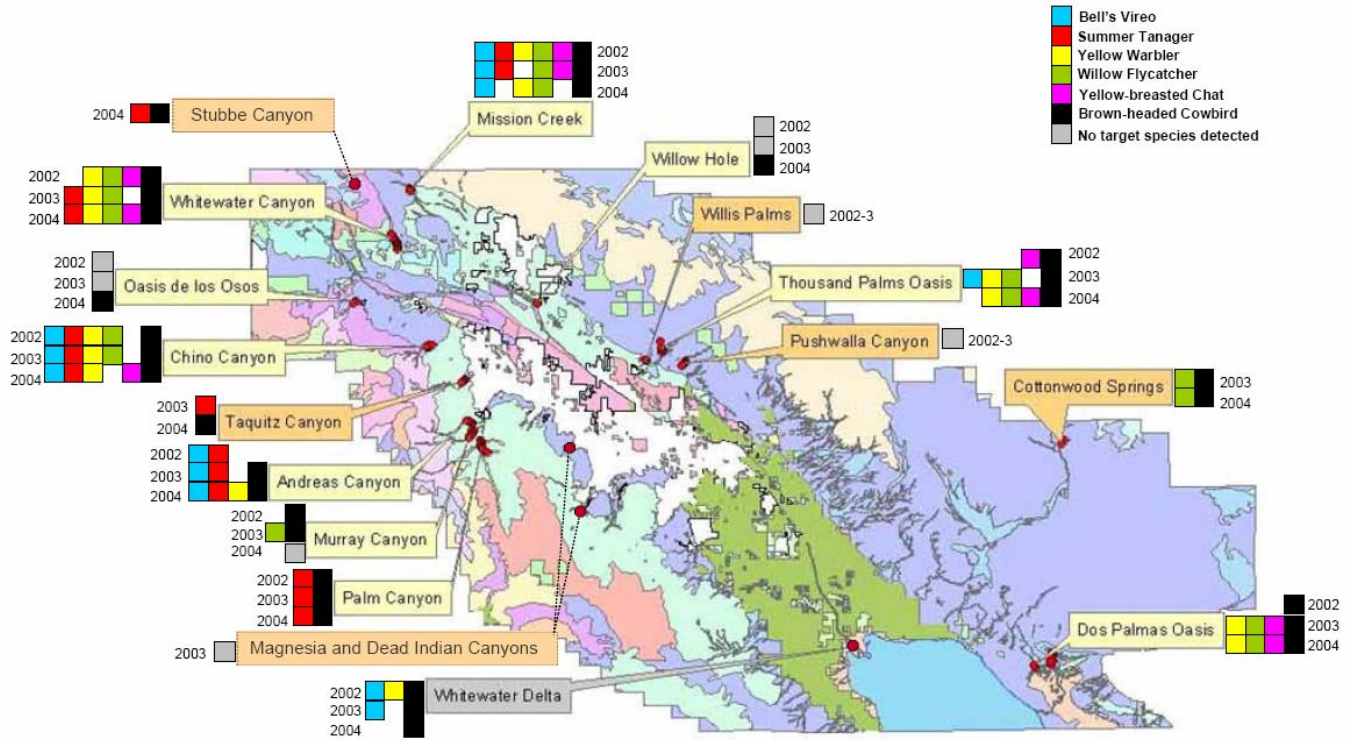 Bell's Vireo
Summer Tanager
Yellow Warbler
Willow Flycatcher
Yellow-breasted Chat
Brown-headed Cowbird
No target species detected
2002
2003
2004
Mission Creek
2004
Stubbe Canyon
2002
2003
2004
Willow Hole
2002
2003
2004
Whitewater Canyon
Willis Palms
2002-3
2002
2003
2004
Oasis de los Osos
2002
2003
2004
Thousand Palms Oasis
2002
2003
2004
Chino Canyon
Pushwalla Canyon
2002-3
Cottonwood Springs
2003
2004
2003
2004
Taquitz Canyon
2002
2003
2004
Andreas Canyon
2002
2003
2004
Murray Canyon
2002
2003
2004
Palm Canyon
2003
Magnesia and Dead Indian Canyons
2002
2003
2004
Dos Palmas Oasis
2002
2003
2004
Whitewater Delta